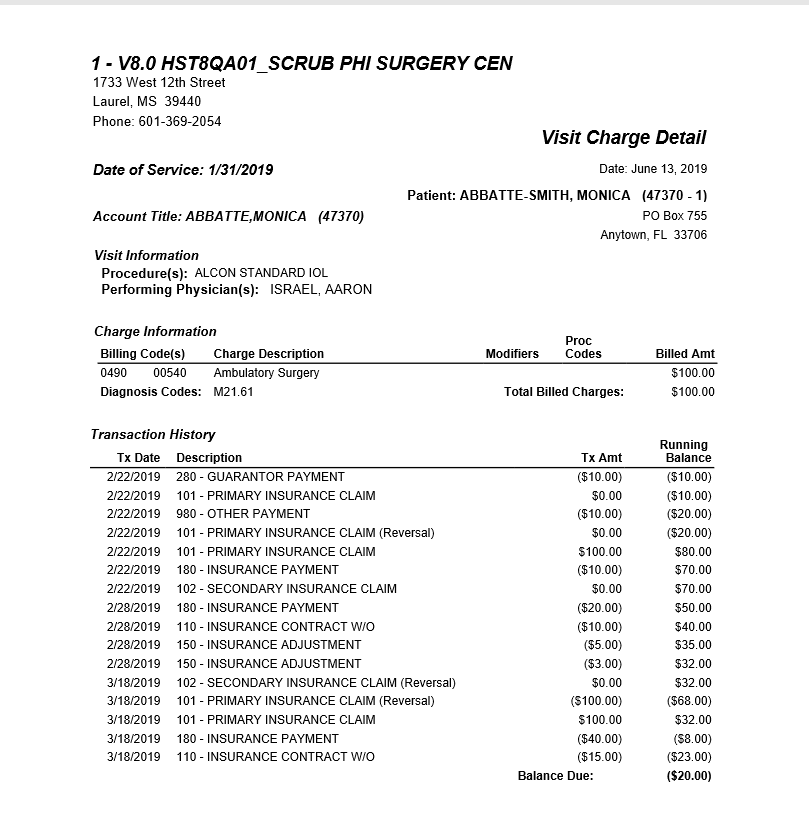 1 - V8.0 HST8QA01_SCRUB PHI SURGERY CEN
1733 West 12th Street
Laurel, MS 39440
Phone: 601-369-2054
Visit Charge Detail
Date of Service: 1/31/2019
Date: June 13, 2019
Patient: ABBATTE-SMITH, MONICA (47370 - 1)
Account Title: ABBATTE,MONICA (47370)
PO Box 755
Anytown, FL 33706
Visit Information
Procedure(s): ALCON STANDARD IOL
Performing Physician(s): ISRAEL, AARON
Charge Information
Billing Code(s) Charge Description Modifiers Proc Codes Billed Amt
0490 00540 Ambulatory Surgery $100.00
Diagnosis Codes: M21.61 Total Billed Charges: $100.00
Transaction History
Tx Date Description Tx Amt Running Balance
2/22/2019 280 - GUARANTOR PAYMENT ($10.00) ($10.00)
2/22/2019 101 - PRIMARY INSURANCE CLAIM $0.00 ($10.00)
2/22/2019 980 - OTHER PAYMENT ($10.00) ($20.00)
2/22/2019 101 - PRIMARY INSURANCE CLAIM (Reversal) $0.00 ($20.00)
2/22/2019 101 - PRIMARY INSURANCE CLAIM $100.00 $80.00
2/22/2019 180 - INSURANCE PAYMENT ($10.00) $70.00
2/22/2019 102 - SECONDARY INSURANCE CLAIM $0.00 $70.00
2/28/2019 180 - INSURANCE PAYMENT ($20.00) $50.00
2/28/2019 110 - INSURANCE CONTRACT W/O ($10.00) $40.00
2/28/2019 150 - INSURANCE ADJUSTMENT ($5.00) $35.00
2/28/2019 150 - INSURANCE ADJUSTMENT ($3.00) $32.00
3/18/2019 102 - SECONDARY INSURANCE CLAIM (Reversal) $0.00 $32.00
3/18/2019 101 - PRIMARY INSURANCE CLAIM (Reversal) ($100.00) ($68.00)
3/18/2019 101 - PRIMARY INSURANCE CLAIM $100.00 $32.00
3/18/2019 180 - INSURANCE PAYMENT ($40.00) ($8.00)
3/18/2019 110 - INSURANCE CONTRACT W/O ($15.00) ($23.00)
Balance Due: ($20.00)